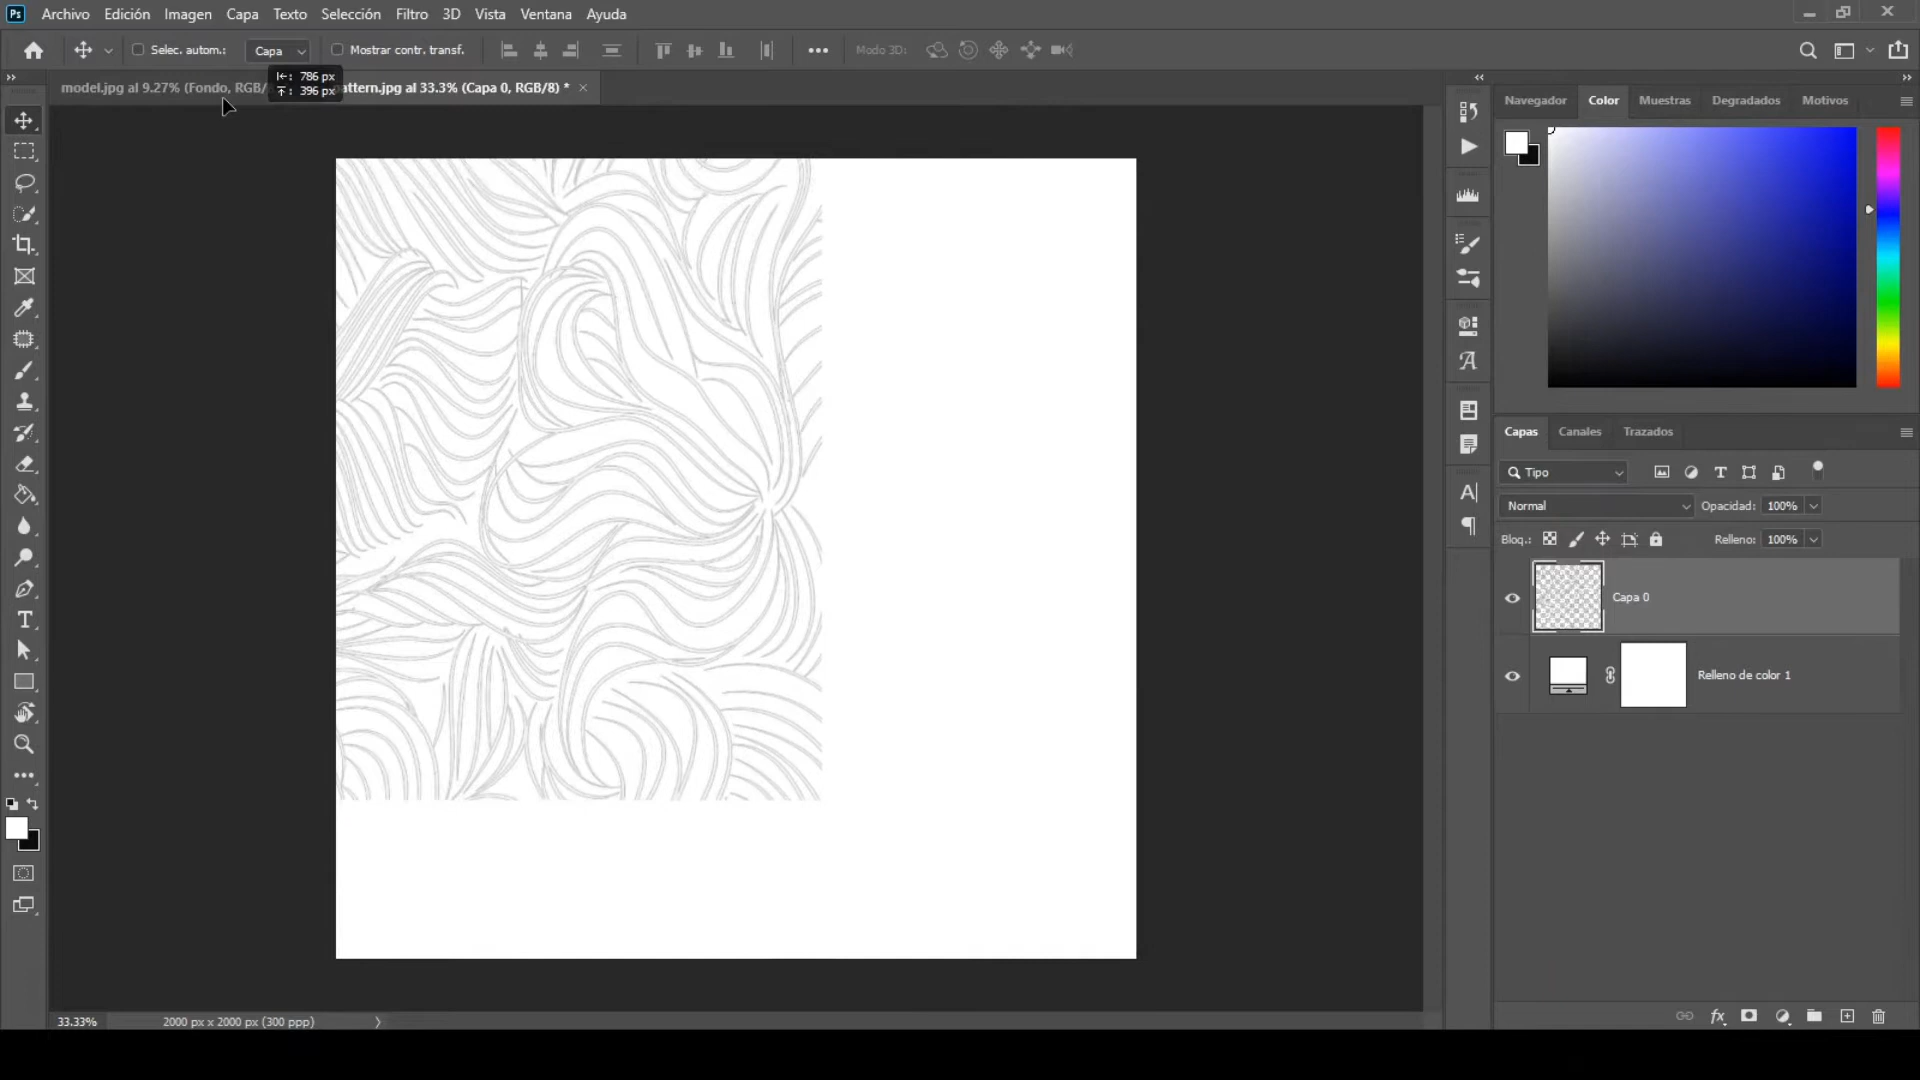 Ps Archivo Edición Imagen Capa Texto Selección Filtro 3D Vista Ventana Ayuda
Selec. autom.: Capa Mostrar contr. transf. Modo 3D:
model.jpg al 9.27% (Fondo, RGB/ attern.jpg al 33.3% (Capa 0, RGB/8) * ×
: 786 px
: 396 px
Navegador Color Muestras Degradados Motivos
Capas Canales Trazados
Tipo
Normal Opacidad: 100%
Bloq.: Relleno: 100%
Capa 0
Relleno de color 1
33.33% 2000 px x 2000 px (300 ppp)
fx